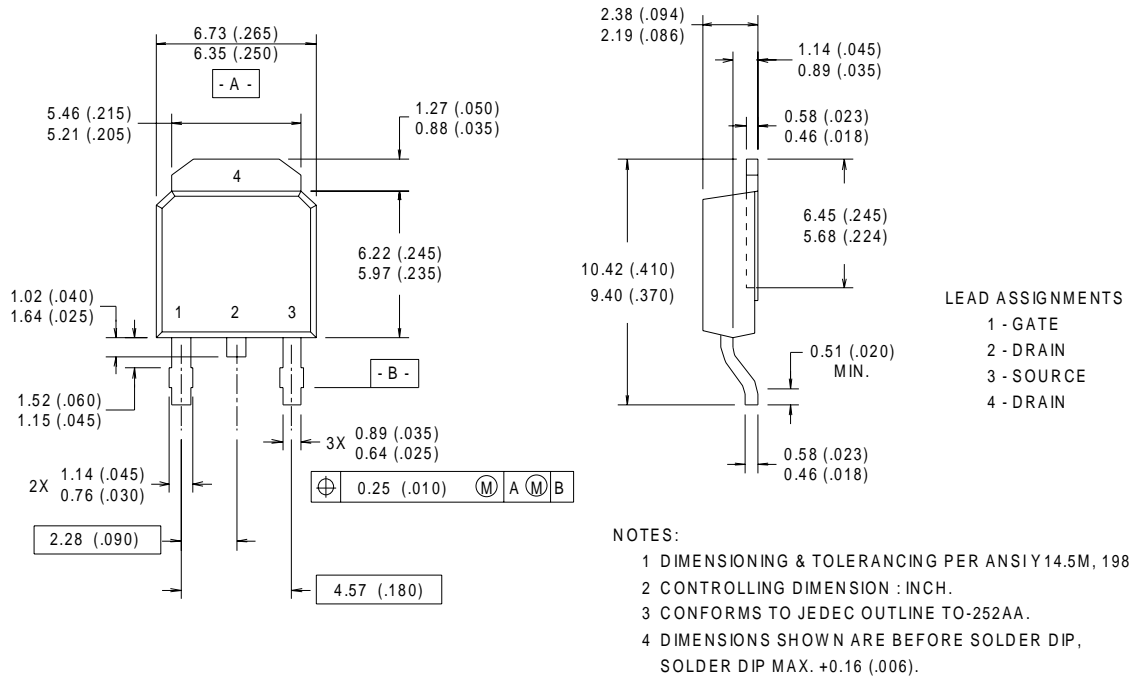 6.73 (.265)
6.35 (.250)
- A -
5.46 (.215)
5.21 (.205)
1.27 (.050)
0.88 (.035)
4
6.22 (.245)
5.97 (.235)
1.02 (.040)
1.64 (.025)
1 2 3
- B -
1.52 (.060)
1.15 (.045)
3X 0.89 (.035)
0.64 (.025)
2X 1.14 (.045)
0.76 (.030)
⌖ 0.25 (.010) Ⓜ A Ⓜ B
2.28 (.090)
4.57 (.180)
2.38 (.094)
2.19 (.086)
1.14 (.045)
0.89 (.035)
0.58 (.023)
0.46 (.018)
6.45 (.245)
5.68 (.224)
10.42 (.410)
9.40 (.370)
0.51 (.020)
MIN.
0.58 (.023)
0.46 (.018)
LEAD ASSIGNMENTS
1 - GATE
2 - DRAIN
3 - SOURCE
4 - DRAIN
NOTES:
1 DIMENSIONING & TOLERANCING PER ANSI Y14.5M, 198
2 CONTROLLING DIMENSION : INCH.
3 CONFORMS TO JEDEC OUTLINE TO-252AA.
4 DIMENSIONS SHOWN ARE BEFORE SOLDER DIP,
SOLDER DIP MAX. +0.16 (.006).